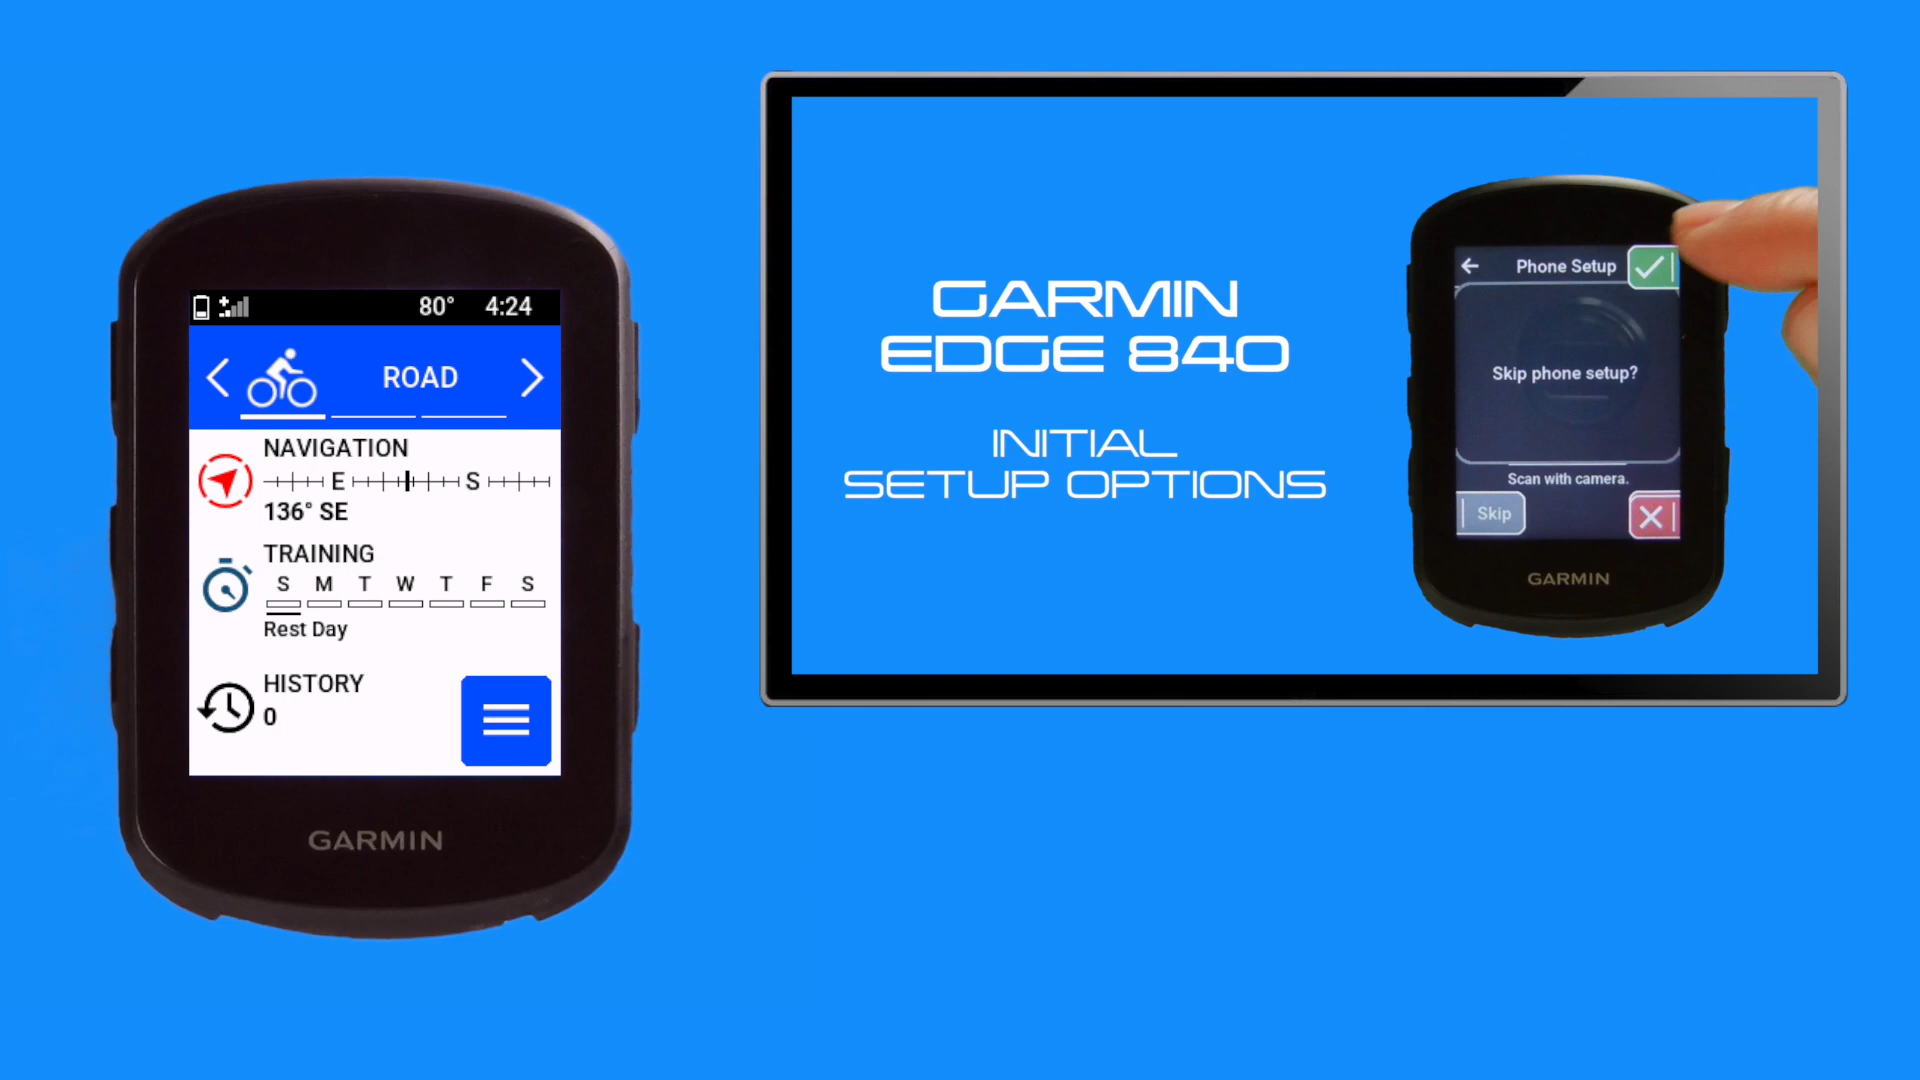 80° 4:24
ROAD
NAVIGATION
E S
136° SE
TRAINING
S M T W T F S
Rest Day
HISTORY
0
GARMIN
GARMIN
EDGE 840
INITIAL
SETUP OPTIONS
Phone Setup
Skip phone setup?
Scan with camera.
Skip
GARMIN